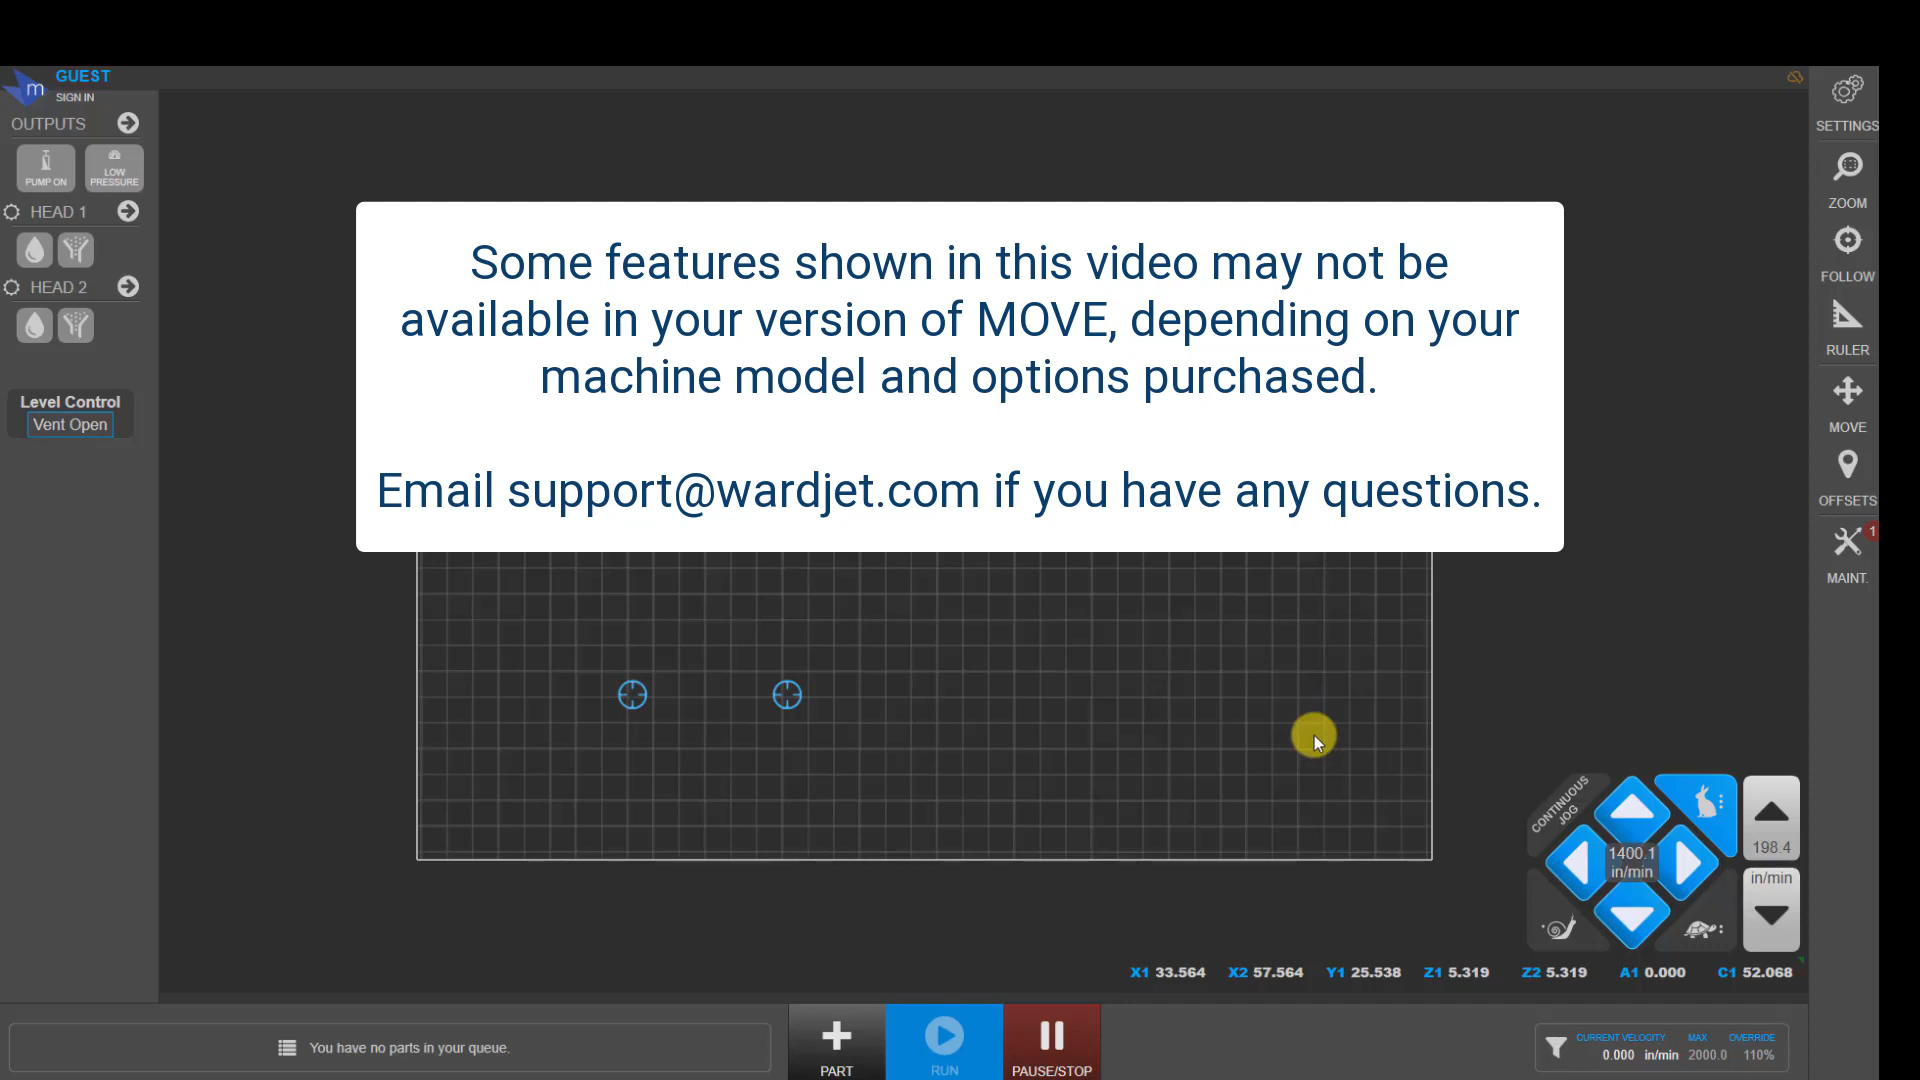 m
GUEST
SIGN IN
OUTPUTS
PUMP ON
LOW
PRESSURE
HEAD 1
HEAD 2
Level Control
Vent Open
Some features shown in this video may not be
available in your version of MOVE, depending on your
machine model and options purchased.
Email support@wardjet.com if you have any questions.
SETTINGS
ZOOM
FOLLOW
RULER
MOVE
OFFSETS
1
MAINT.
CONTINUOUS
JOG
1400.1
in/min
198.4
in/min
X1 33.564 X2 57.564 Y1 25.538 Z1 5.319 Z2 5.319 A1 0.000 C1 52.068
You have no parts in your queue.
PART
RUN
PAUSE/STOP
CURRENT VELOCITY MAX OVERRIDE
0.000 in/min 2000.0 110%